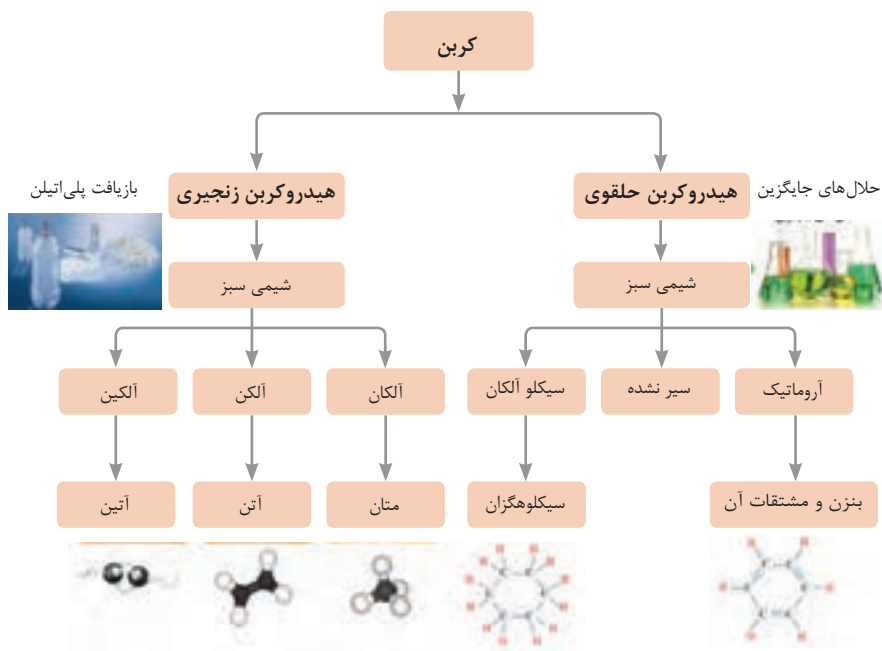 کربن
هیدروکربن حلقوی
هیدروکربن زنجیری
حلال‌های جایگزین
بازیافت پلی‌اتیلن
شیمی سبز
شیمی سبز
آروماتیک
سیر نشده
سیکلو آلکان
آلکان
آلکن
آلکین
بنزن و مشتقات آن
سیکلوهگزان
متان
آتن
آتین